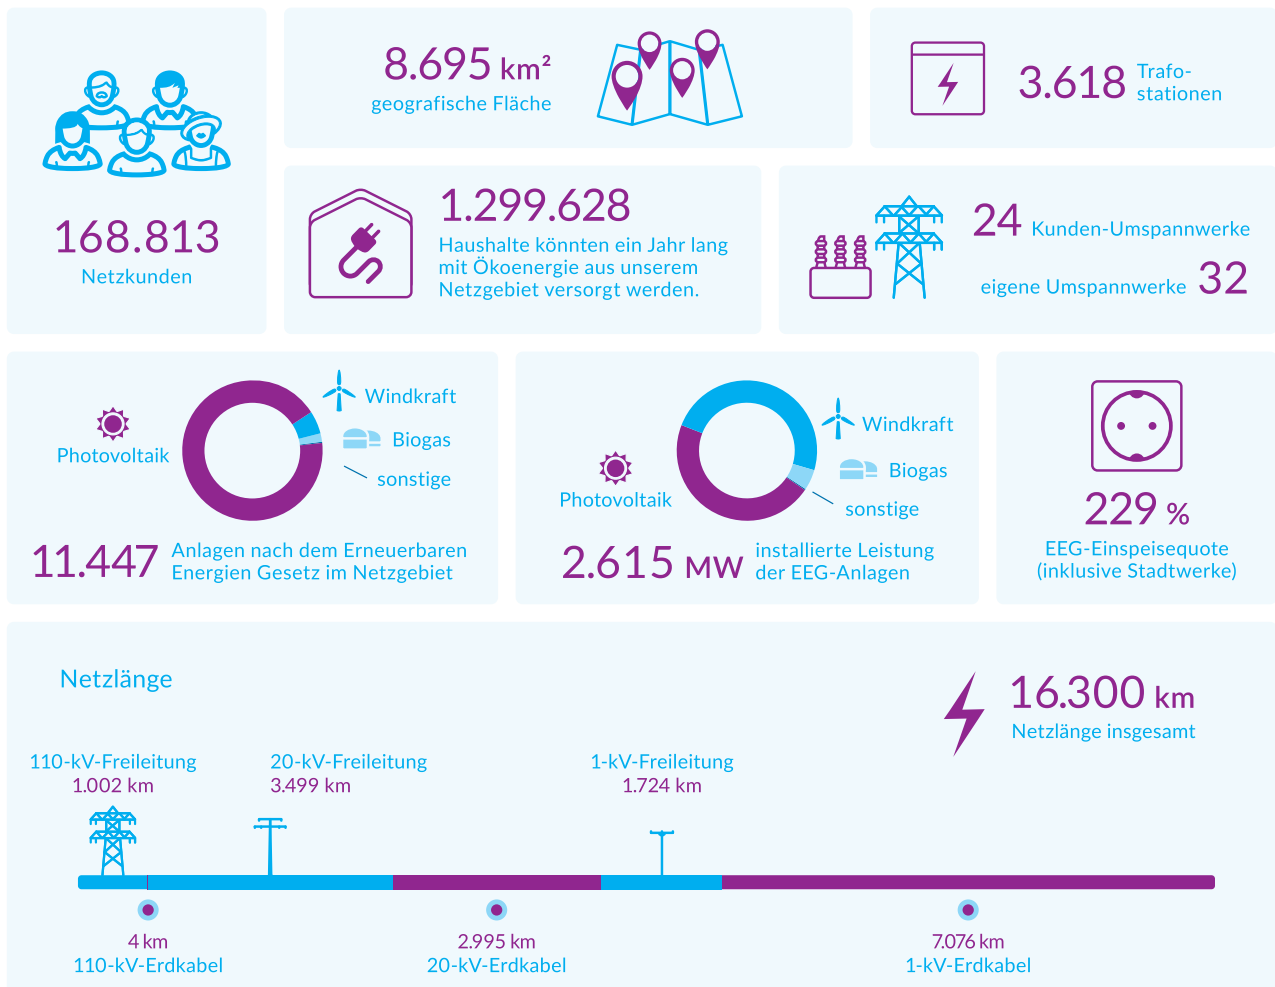 168.813
Netzkunden
8.695 km²
geografische Fläche
3.618 Trafo-
stationen
1.299.628
Haushalte könnten ein Jahr lang
mit Ökoenergie aus unserem
Netzgebiet versorgt werden.
24 Kunden-Umspannwerke
eigene Umspannwerke 32
Windkraft
Biogas
Photovoltaik
sonstige
11.447 Anlagen nach dem Erneuerbaren
Energien Gesetz im Netzgebiet
Windkraft
Biogas
Photovoltaik
sonstige
2.615 MW installierte Leistung
der EEG-Anlagen
229 %
EEG-Einspeisequote
(inklusive Stadtwerke)
Netzlänge
16.300 km
Netzlänge insgesamt
110-kV-Freileitung
1.002 km
20-kV-Freileitung
3.499 km
1-kV-Freileitung
1.724 km
4 km
110-kV-Erdkabel
2.995 km
20-kV-Erdkabel
7.076 km
1-kV-Erdkabel